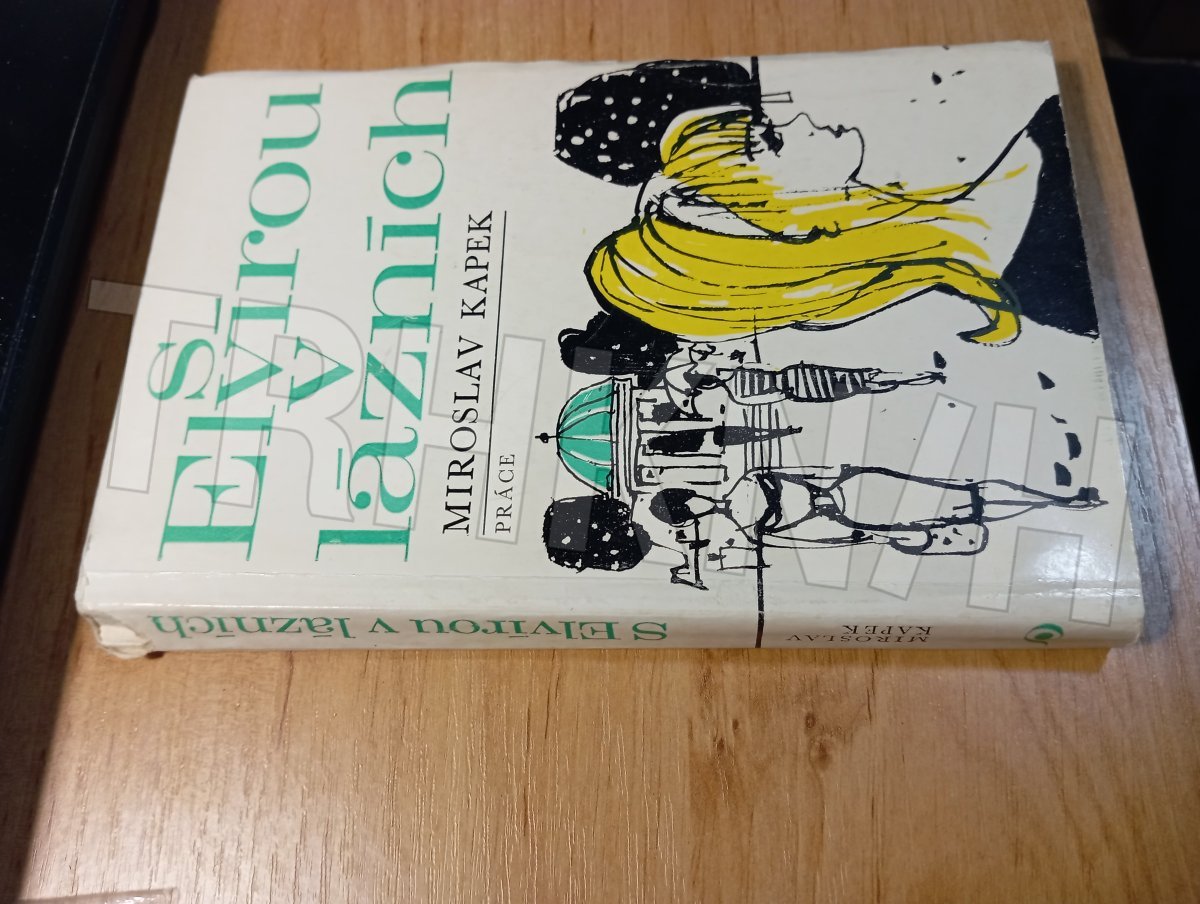 S
Elvírou
v
lázních
MIROSLAV KAPEK
PRÁCE
S Elvírou v lázních
MIROSLAV
KAPEK